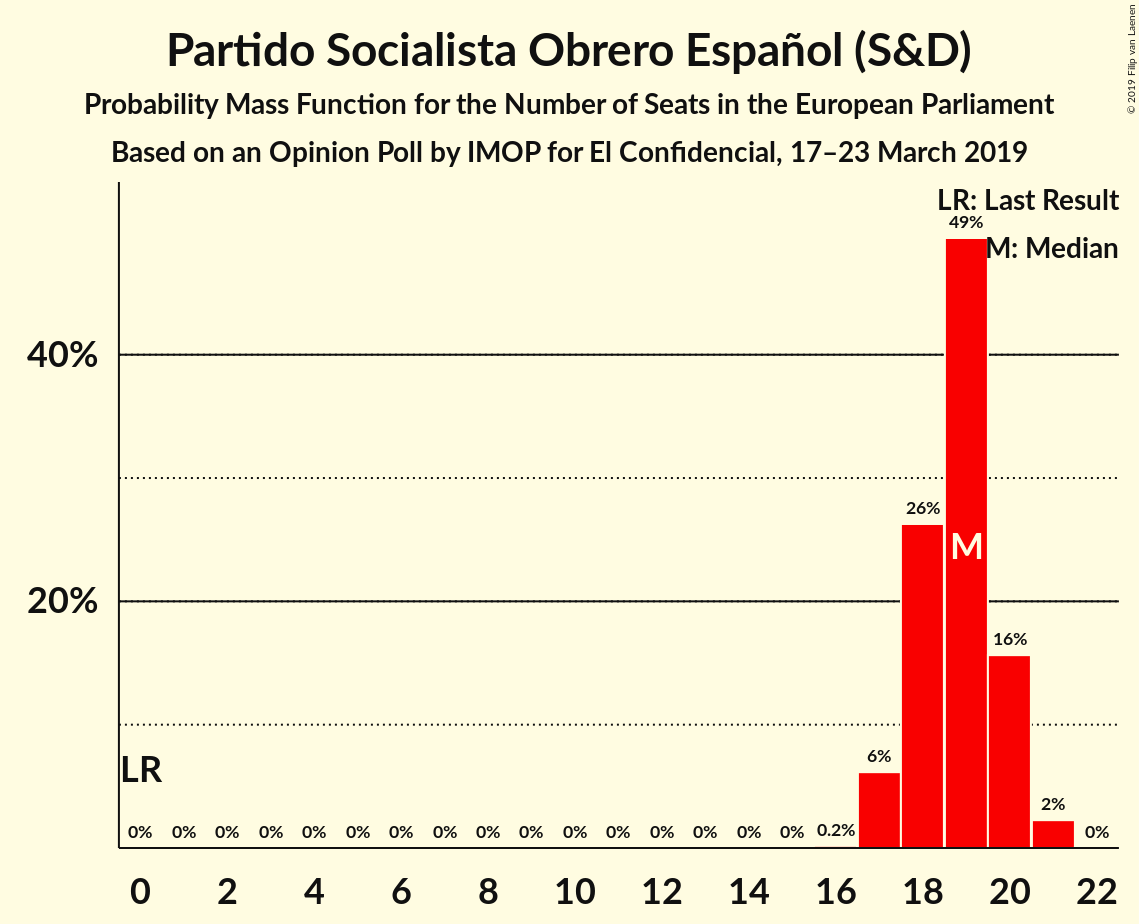 Partido Socialista Obrero Español (S&D)
Probability Mass Function for the Number of Seats in the European Parliament
Based on an Opinion Poll by IMOP for El Confidencial, 17–23 March 2019
© 2019 Filip van Laenen
LR: Last Result
M: Median
49%
40%
26%
M
20%
16%
LR
6%
2%
0% 0% 0% 0% 0% 0% 0% 0% 0% 0% 0% 0% 0% 0% 0% 0% 0.2% 0%
0 2 4 6 8 10 12 14 16 18 20 22